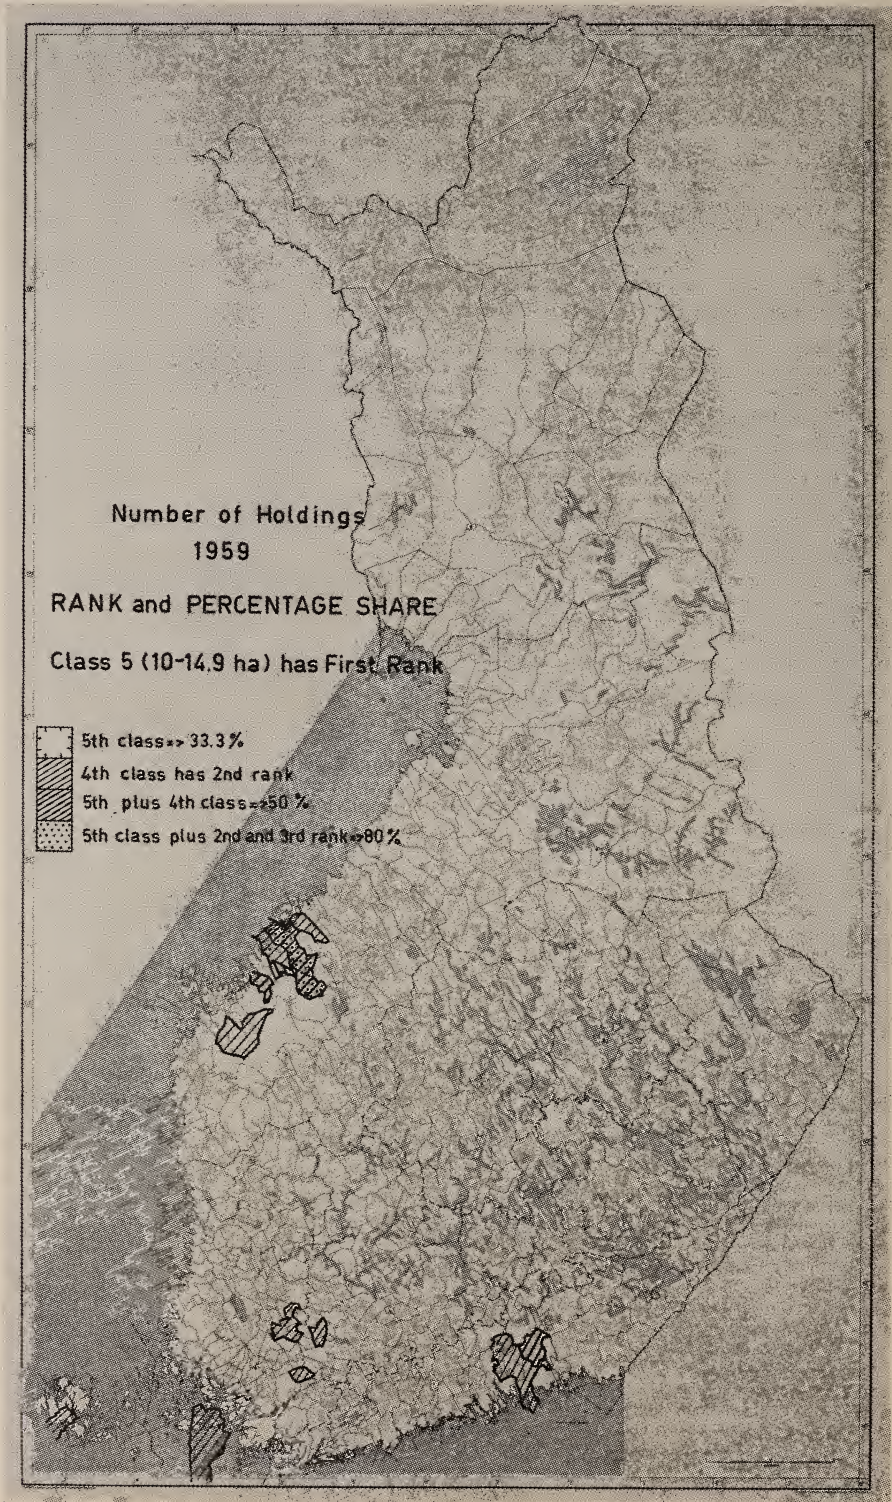 Number of Holdings
1959
RANK and PERCENTAGE SHARE
Class 5 (10-14.9 ha) has First Rank
5th class=> 33.3%
4th class has 2nd rank
5th plus 4th class=>50 %
5th class plus 2nd and 3rd rank=>80%